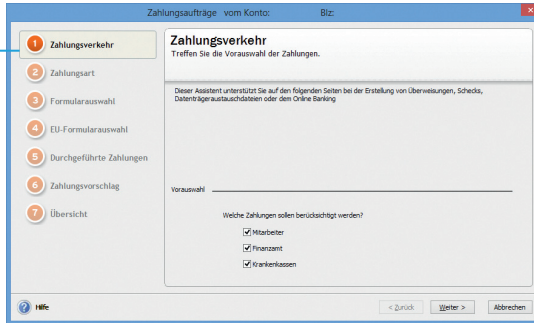 Zahlungsaufträge vom Konto: Blz:
1 Zahlungsverkehr
2 Zahlungsart
3 Formularauswahl
4 EU-Formularauswahl
5 Durchgeführte Zahlungen
6 Zahlungsvorschlag
7 Übersicht
Zahlungsverkehr
Treffen Sie die Vorauswahl der Zahlungen.
Dieser Assistent unterstützt Sie auf den folgenden Seiten bei der Erstellung von Überweisungen, Schecks,
Datenträgeraustauschdateien oder dem Online Banking
Vorauswahl
Welche Zahlungen sollen berücksichtigt werden?
Mitarbeiter
Finanzamt
Krankenkassen
? Hilfe
< Zurück Weiter > Abbrechen